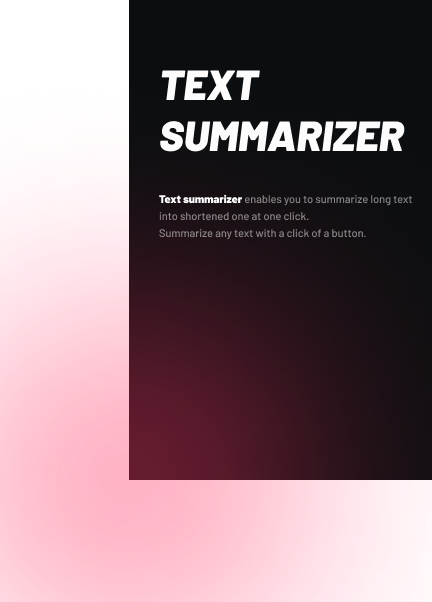 TEXT
SUMMARIZER
Text summarizer enables you to summarize long text
into shortened one at one click.
Summarize any text with a click of a button.